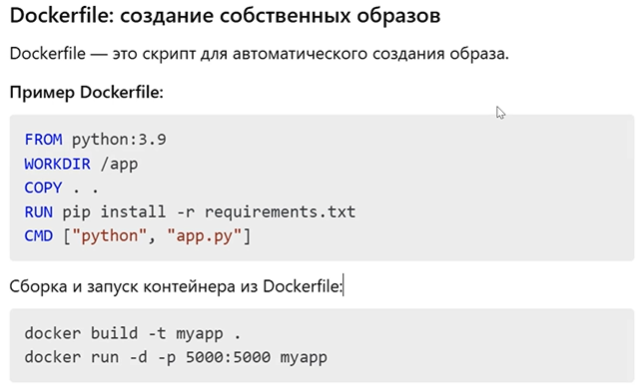 Dockerfile: создание собственных образов
Dockerfile — это скрипт для автоматического создания образа.
Пример Dockerfile:
FROM python:3.9
WORKDIR /app
COPY . .
RUN pip install -r requirements.txt
CMD ["python", "app.py"]
Сборка и запуск контейнера из Dockerfile:
docker build -t myapp .
docker run -d -p 5000:5000 myapp